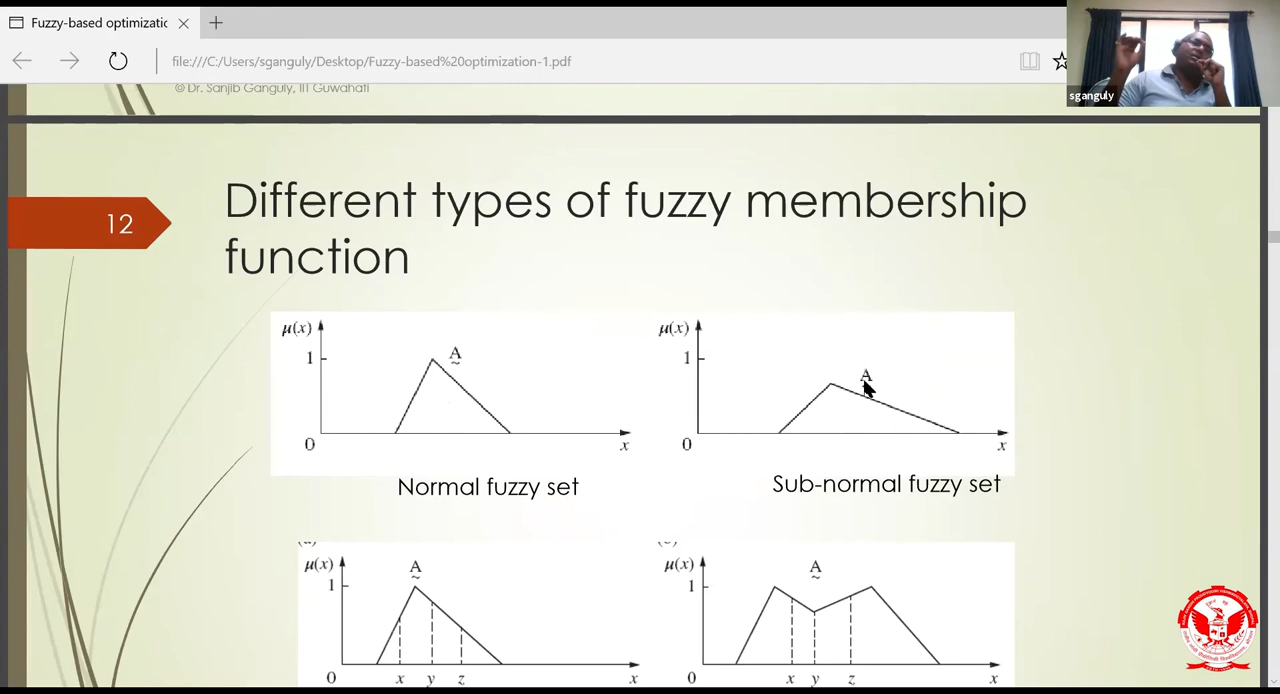 Fuzzy-based optimizatic
file:///C:/Users/sganguly/Desktop/Fuzzy-based%20optimization-1.pdf
sganguly
© Dr. Sanjib Ganguly, IIT Guwahati
12
Different types of fuzzy membership
function
μ(x)
1
A
0
x
Normal fuzzy set
μ(x)
1
A
0
x
Sub-normal fuzzy set
μ(x)
1
A
0
x y z
x
μ(x)
1
A
0
x y z
x